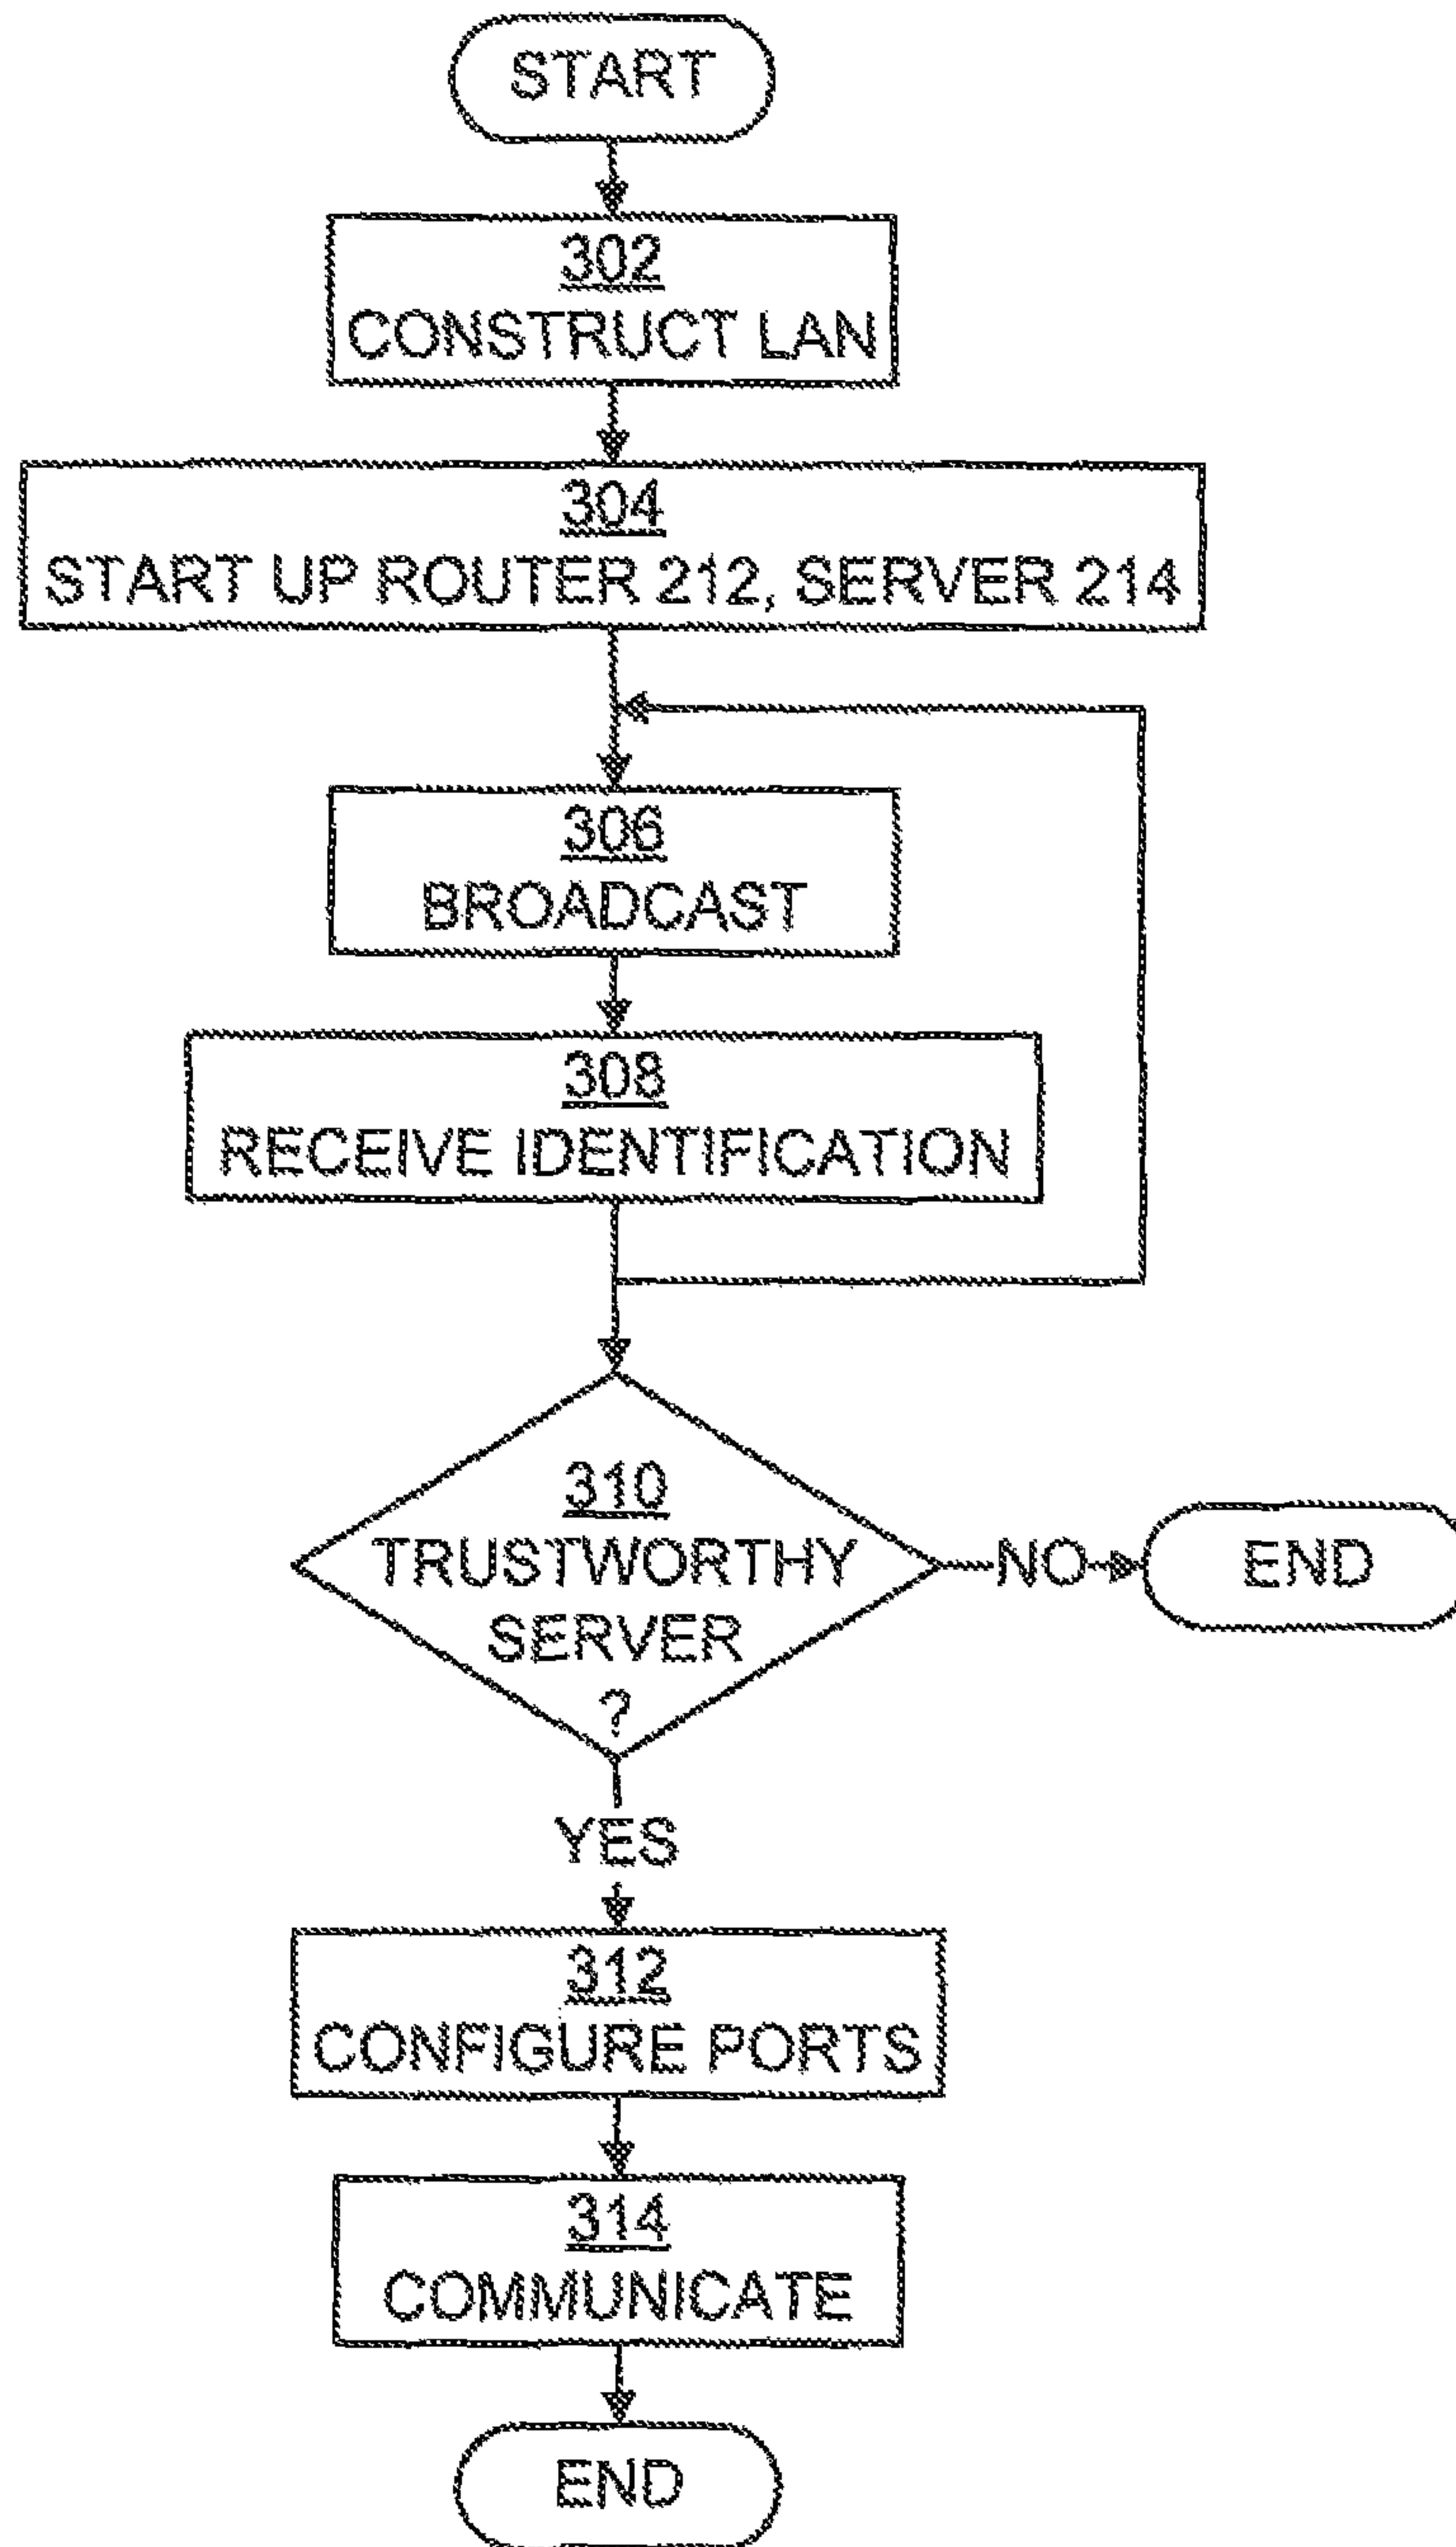 START
302
CONSTRUCT LAN
304
START UP ROUTER 212, SERVER 214
306
BROADCAST
308
RECEIVE IDENTIFICATION
310
TRUSTWORTHY
SERVER
?
NO
END
YES
312
CONFIGURE PORTS
314
COMMUNICATE
END